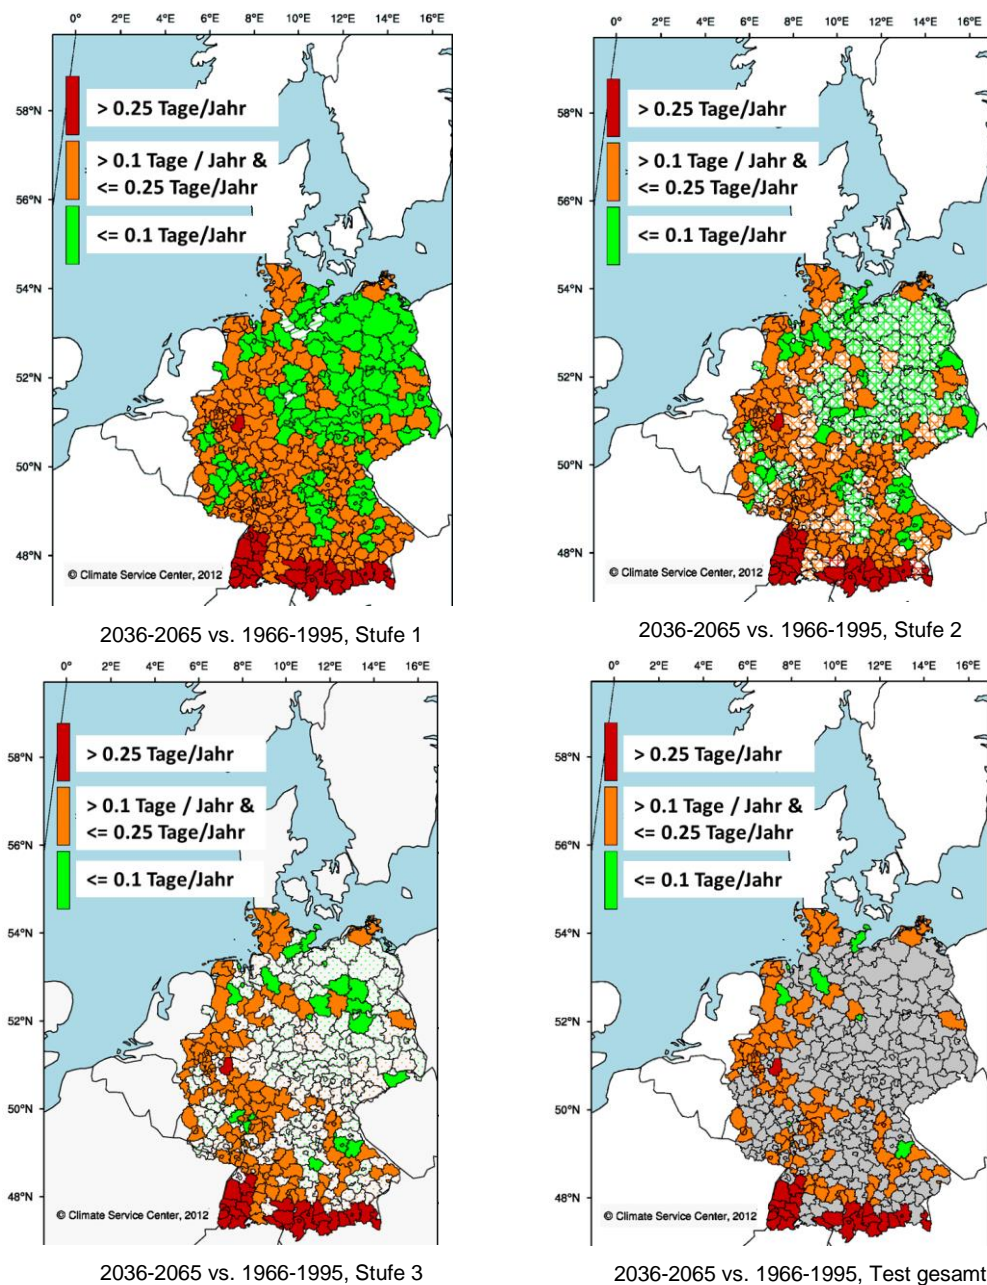 0° 2°E 4°E 6°E 8°E 10°E 12°E 14°E 16°E
58°N
56°N
54°N
52°N
50°N
48°N
> 0.25 Tage/Jahr
> 0.1 Tage / Jahr &
<= 0.25 Tage/Jahr
<= 0.1 Tage/Jahr
© Climate Service Center, 2012
2036-2065 vs. 1966-1995, Stufe 1
0° 2°E 4°E 6°E 8°E 10°E 12°E 14°E 16°E
58°N
56°N
54°N
52°N
50°N
48°N
> 0.25 Tage/Jahr
> 0.1 Tage / Jahr &
<= 0.25 Tage/Jahr
<= 0.1 Tage/Jahr
© Climate Service Center, 2012
2036-2065 vs. 1966-1995, Stufe 2
0° 2°E 4°E 6°E 8°E 10°E 12°E 14°E 16°E
58°N
56°N
54°N
52°N
50°N
48°N
> 0.25 Tage/Jahr
> 0.1 Tage / Jahr &
<= 0.25 Tage/Jahr
<= 0.1 Tage/Jahr
© Climate Service Center, 2012
2036-2065 vs. 1966-1995, Stufe 3
0° 2°E 4°E 6°E 8°E 10°E 12°E 14°E 16°E
58°N
56°N
54°N
52°N
50°N
48°N
> 0.25 Tage/Jahr
> 0.1 Tage / Jahr &
<= 0.25 Tage/Jahr
<= 0.1 Tage/Jahr
© Climate Service Center, 2012
2036-2065 vs. 1966-1995, Test gesamt